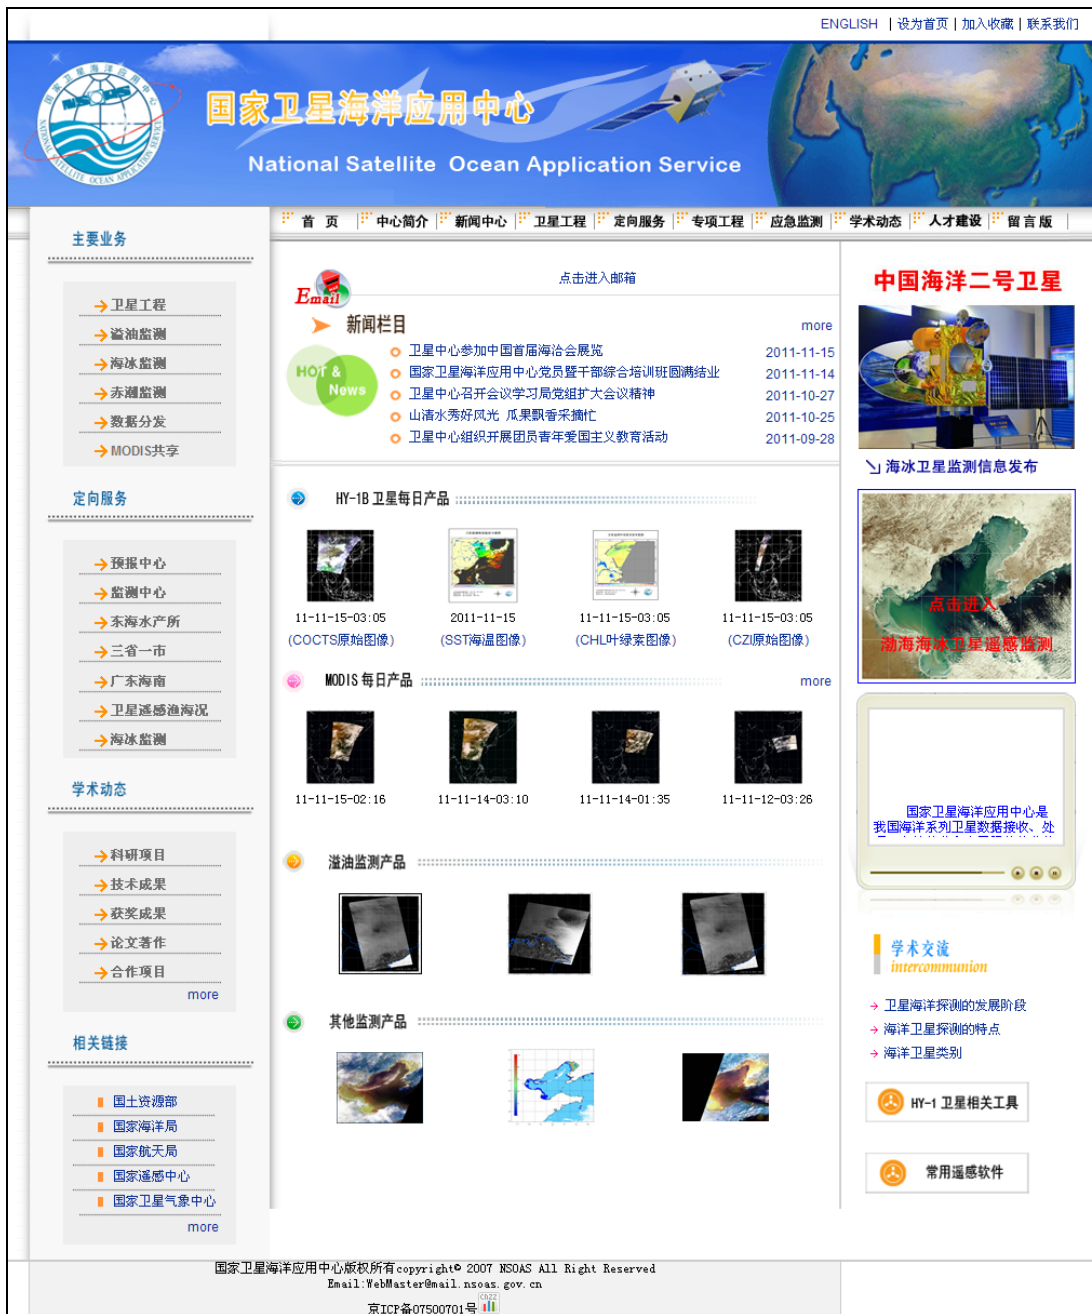 ENGLISH | 设为首页 | 加入收藏 | 联系我们
国家卫星海洋应用中心
NATIONAL SATELLITE OCEAN APPLICATION SERVICE
国家卫星海洋应用中心
National Satellite Ocean Application Service
首 页 | 中心简介 | 新闻中心 | 卫星工程 | 定向服务 | 专项工程 | 应急监测 | 学术动态 | 人才建设 | 留言版
主要业务
卫星工程
溢油监测
海冰监测
赤潮监测
数据分发
MODIS共享
定向服务
预报中心
监测中心
东海水产所
三省一市
广东海南
卫星遥感渔海况
海冰监测
学术动态
科研项目
技术成果
获奖成果
论文著作
合作项目
more
相关链接
国土资源部
国家海洋局
国家航天局
国家遥感中心
国家卫星气象中心
more
Email
点击进入邮箱
新闻栏目
more
HOT & News
卫星中心参加中国首届海洽会展览 2011-11-15
国家卫星海洋应用中心党员暨干部综合培训班圆满结业 2011-11-14
卫星中心召开会议学习局党组扩大会议精神 2011-10-27
山清水秀好风光 瓜果飘香采摘忙 2011-10-25
卫星中心组织开展团员青年爱国主义教育活动 2011-09-28
HY-1B 卫星每日产品
11-11-15-03:05 2011-11-15 11-11-15-03:05 11-11-15-03:05
(COCTS原始图像) (SST海温图像) (CHL叶绿素图像) (CZI原始图像)
MODIS 每日产品
more
11-11-15-02:16 11-11-14-03:10 11-11-14-01:35 11-11-12-03:26
溢油监测产品
其他监测产品
中国海洋二号卫星
海冰卫星监测信息发布
点击进入
渤海海冰卫星遥感监测
国家卫星海洋应用中心是
我国海洋系列卫星数据接收、处
学术交流
intercommunion
卫星海洋探测的发展阶段
海洋卫星探测的特点
海洋卫星类别
HY-1 卫星相关工具
常用遥感软件
国家卫星海洋应用中心版权所有copyright© 2007 NSOAS All Right Reserved
Email:WebMaster@mail.nsoas.gov.cn
京ICP备07500701号
CNZZ